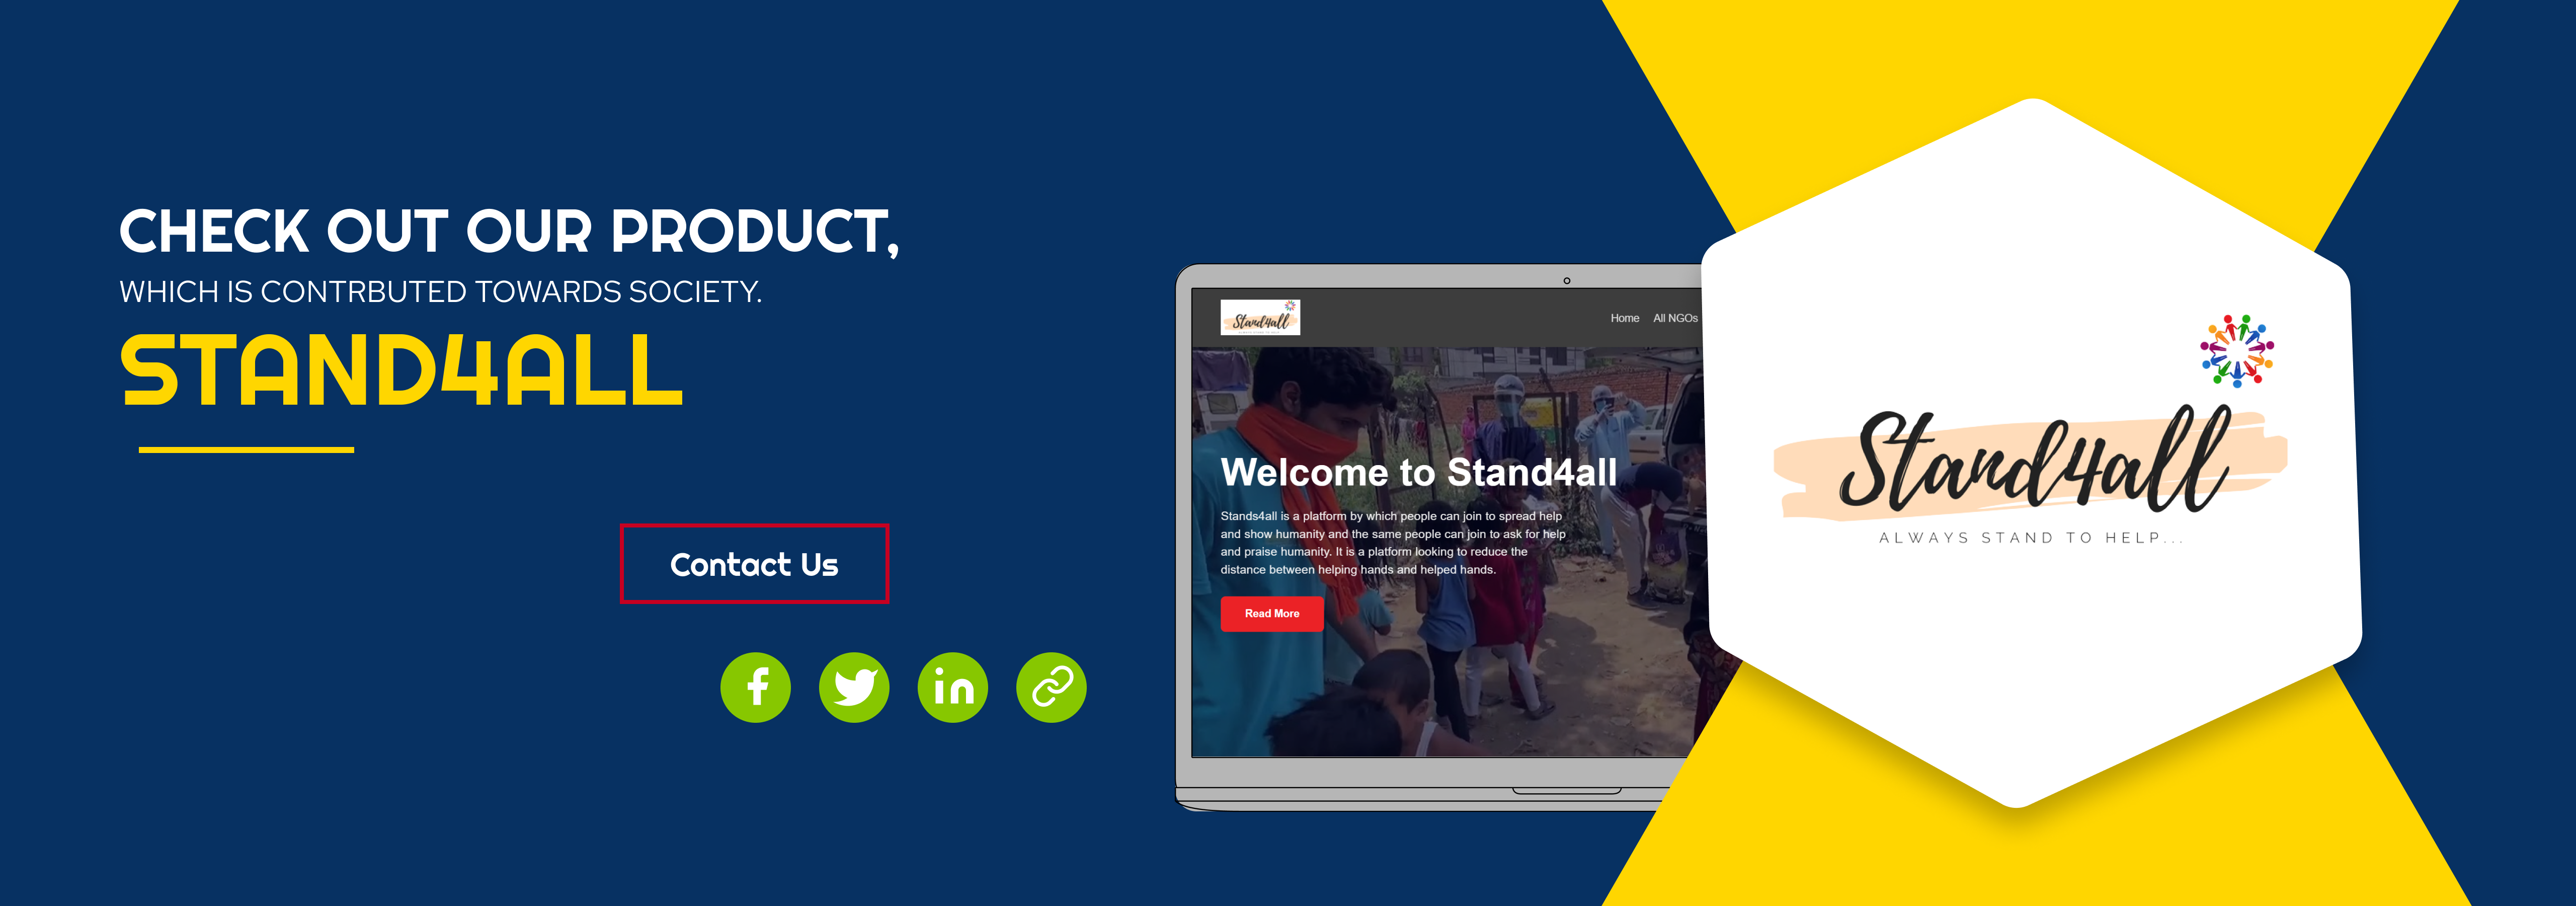 CHECK OUT OUR PRODUCT,
WHICH IS CONTRBUTED TOWARDS SOCIETY.
STAND4ALL
Contact Us
Stand4all
Home All NGOs
Welcome to Stand4all
Stands4all is a platform by which people can join to spread help
and show humanity and the same people can join to ask for help
and praise humanity. It is a platform looking to reduce the
distance between helping hands and helped hands.
Read More
Stand4all
ALWAYS STAND TO HELP...